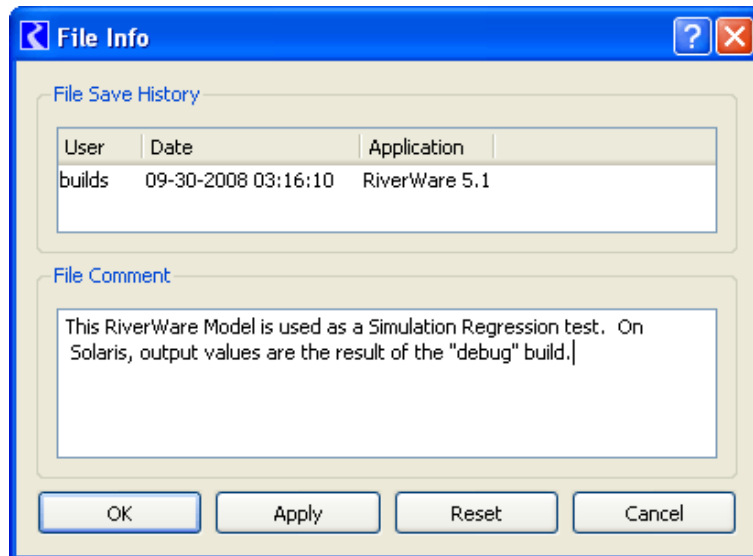 File Info
File Save History
User Date Application
builds 09-30-2008 03:16:10 RiverWare 5.1
File Comment
This RiverWare Model is used as a Simulation Regression test.  On
Solaris, output values are the result of the "debug" build.
OK Apply Reset Cancel